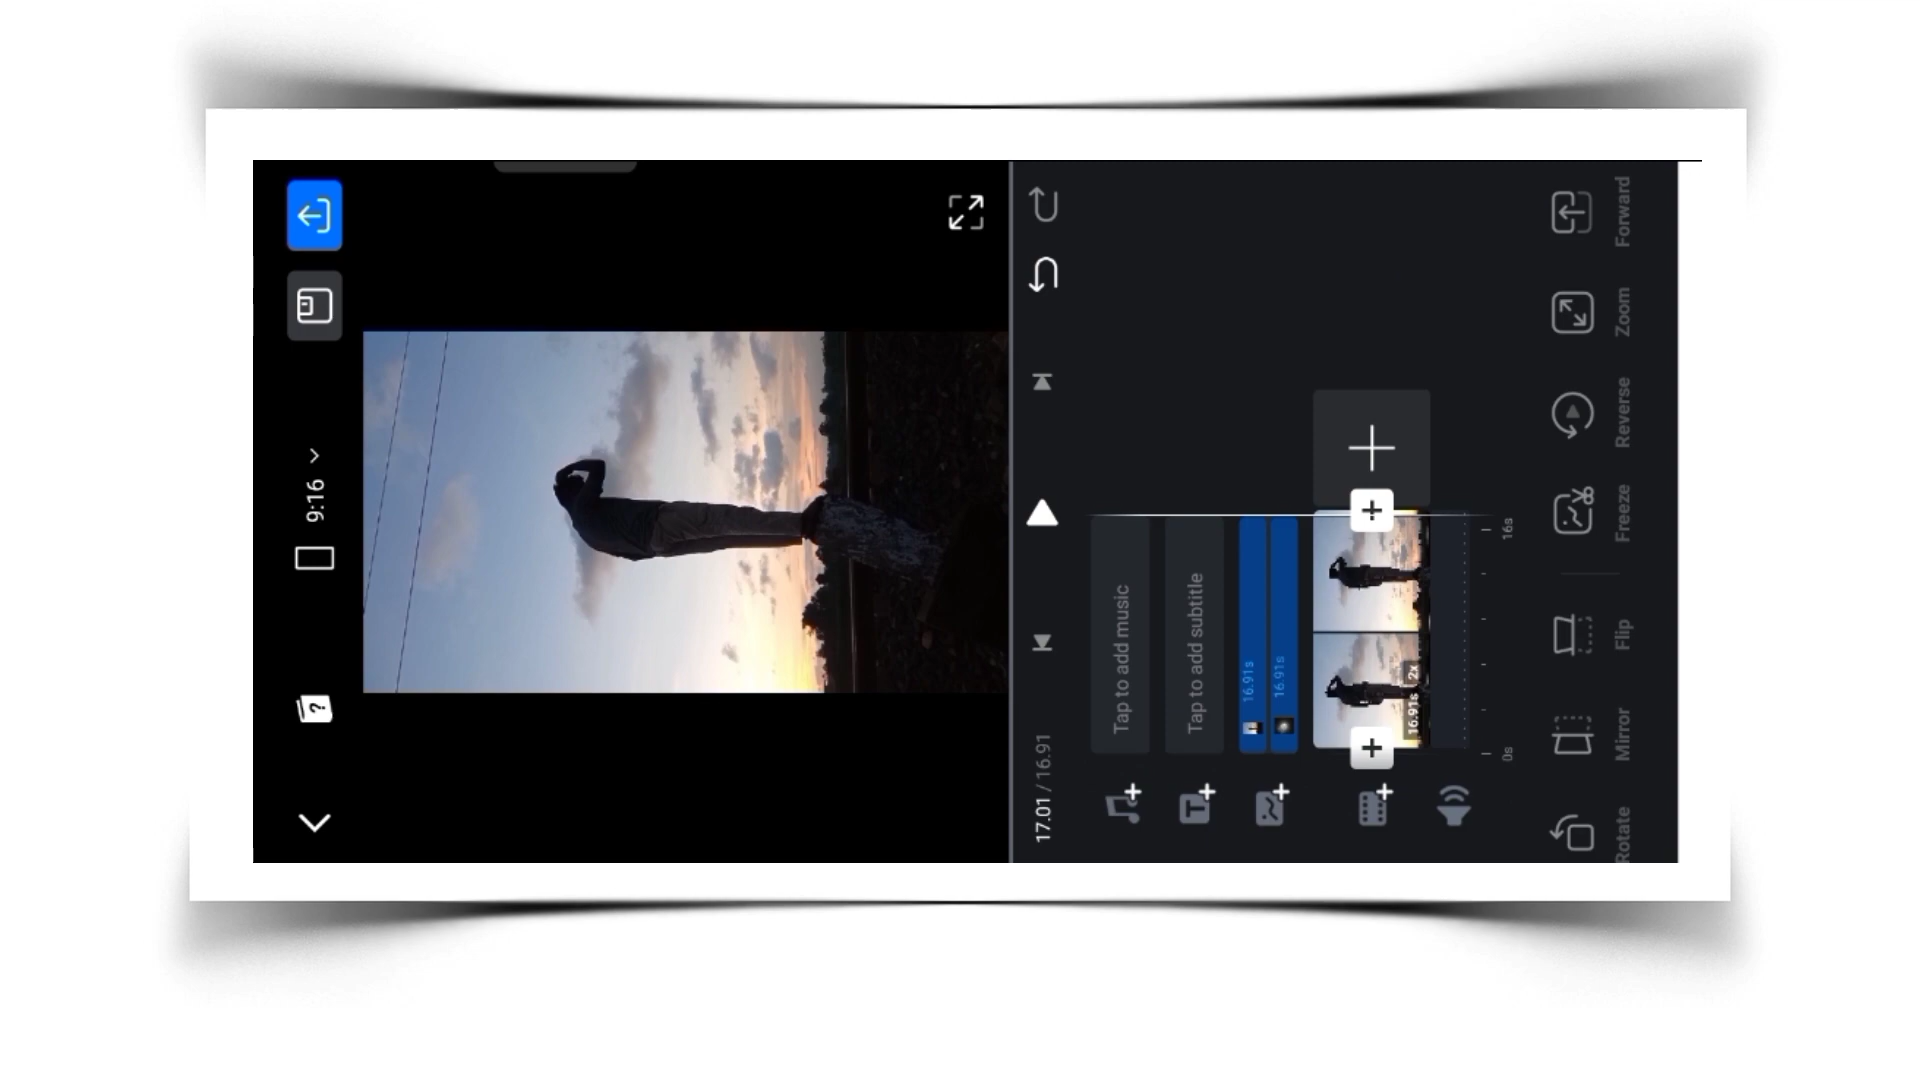 9:16
17.01 / 16.91
Tap to add music
Tap to add subtitle
16.91s
16.91s
16.91s 2x
0s 16s
Rotate Mirror Flip Freeze Reverse Zoom Forward